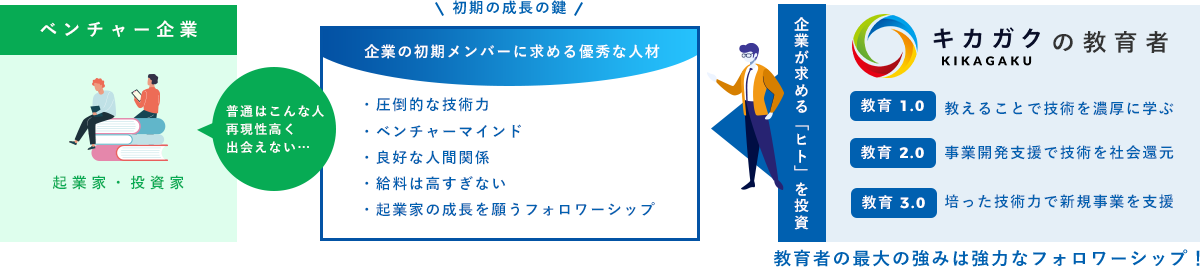 ベンチャー企業
起業家・投資家
普通はこんな人
再現性高く
出会えない…
\ 初期の成長の鍵 /
企業の初期メンバーに求める優秀な人材
・圧倒的な技術力
・ベンチャーマインド
・良好な人間関係
・給料は高すぎない
・起業家の成長を願うフォロワーシップ
企業が求める「ヒト」を投資
キカガクの教育者
KIKAGAKU
教育 1.0 教えることで技術を濃厚に学ぶ
教育 2.0 事業開発支援で技術を社会還元
教育 3.0 培った技術力で新規事業を支援
教育者の最大の強みは強力なフォロワーシップ！